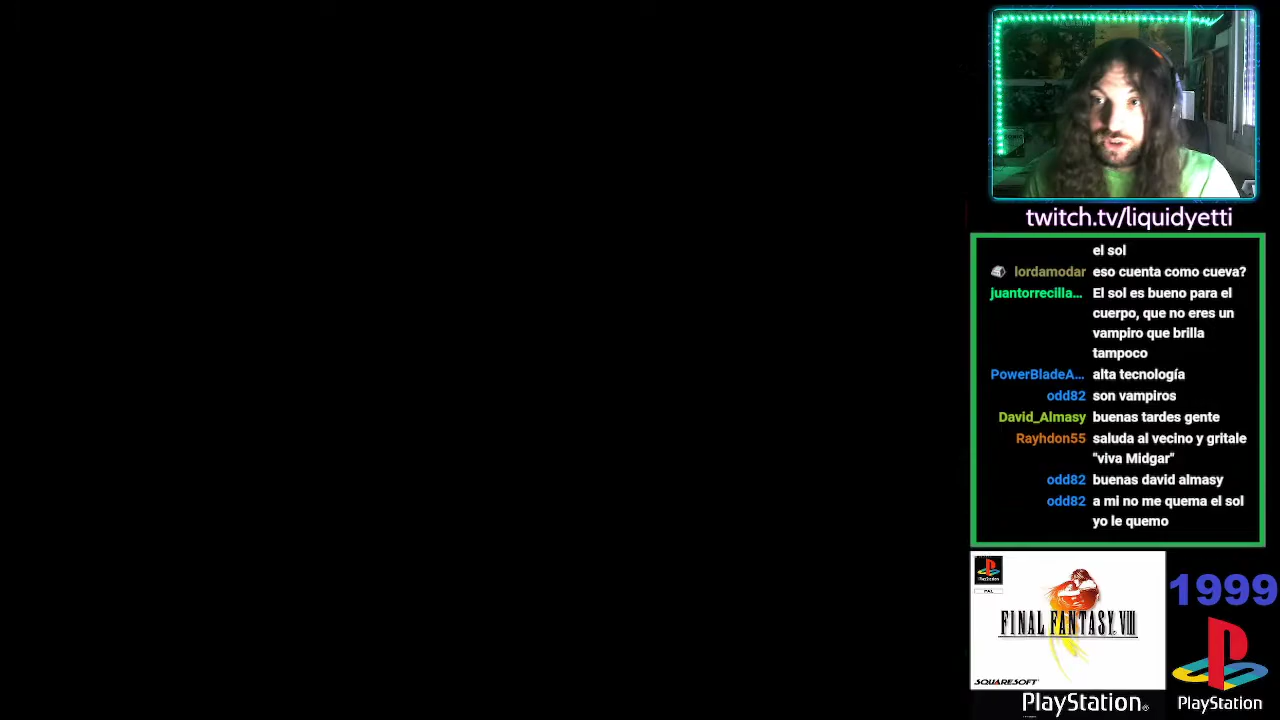 twitch.tv/liquidyetti
el sol
lordamodar eso cuenta como cueva?
juantorrecilla... El sol es bueno para el
cuerpo, que no eres un
vampiro que brilla
tampoco
PowerBladeA... alta tecnología
odd82 son vampiros
David_Almasy buenas tardes gente
Rayhdon55 saluda al vecino y gritale
"viva Midgar"
odd82 buenas david almasy
odd82 a mi no me quema el sol
yo le quemo
PlayStation
PAL
FINAL FANTASY VIII
SQUARESOFT
PlayStation
1999
PlayStation